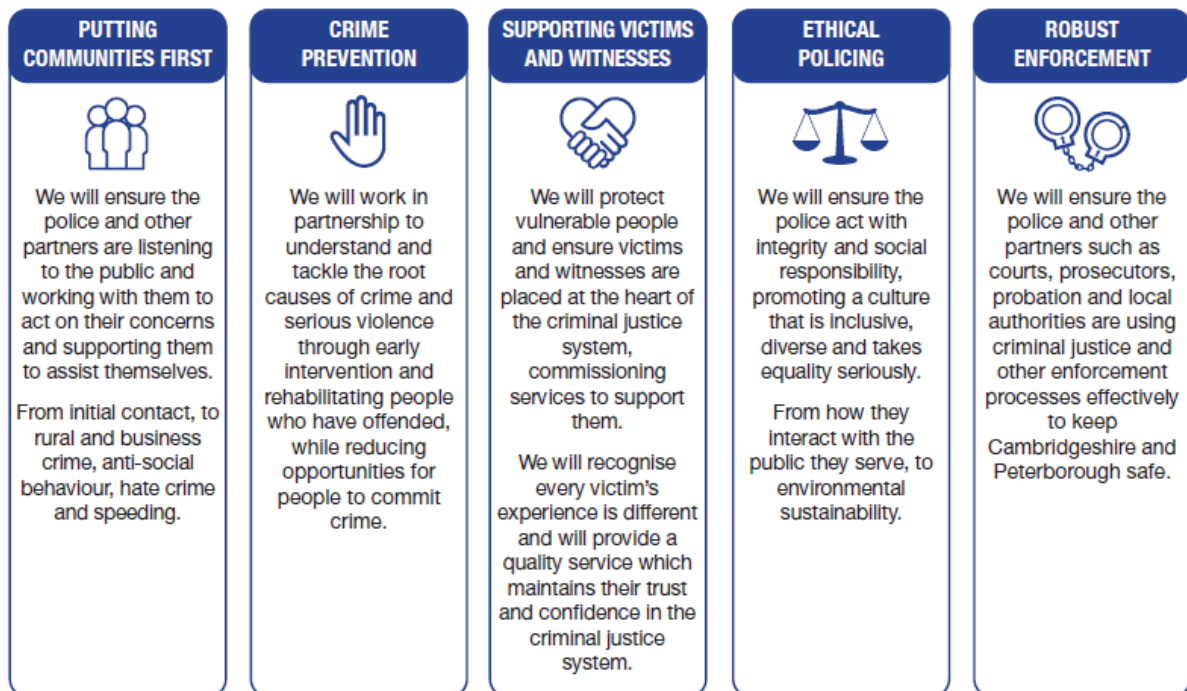 PUTTING
COMMUNITIES FIRST
We will ensure the
police and other
partners are listening
to the public and
working with them to
act on their concerns
and supporting them
to assist themselves.
From initial contact, to
rural and business
crime, anti-social
behaviour, hate crime
and speeding.
CRIME
PREVENTION
We will work in
partnership to
understand and
tackle the root
causes of crime and
serious violence
through early
intervention and
rehabilitating people
who have offended,
while reducing
opportunities for
people to commit
crime.
SUPPORTING VICTIMS
AND WITNESSES
We will protect
vulnerable people
and ensure victims
and witnesses are
placed at the heart of
the criminal justice
system,
commissioning
services to support
them.
We will recognise
every victim's
experience is different
and will provide a
quality service which
maintains their trust
and confidence in the
criminal justice
system.
ETHICAL
POLICING
We will ensure the
police act with
integrity and social
responsibility,
promoting a culture
that is inclusive,
diverse and takes
equality seriously.
From how they
interact with the
public they serve, to
environmental
sustainability.
ROBUST
ENFORCEMENT
We will ensure the
police and other
partners such as
courts, prosecutors,
probation and local
authorities are using
criminal justice and
other enforcement
processes effectively
to keep
Cambridgeshire and
Peterborough safe.